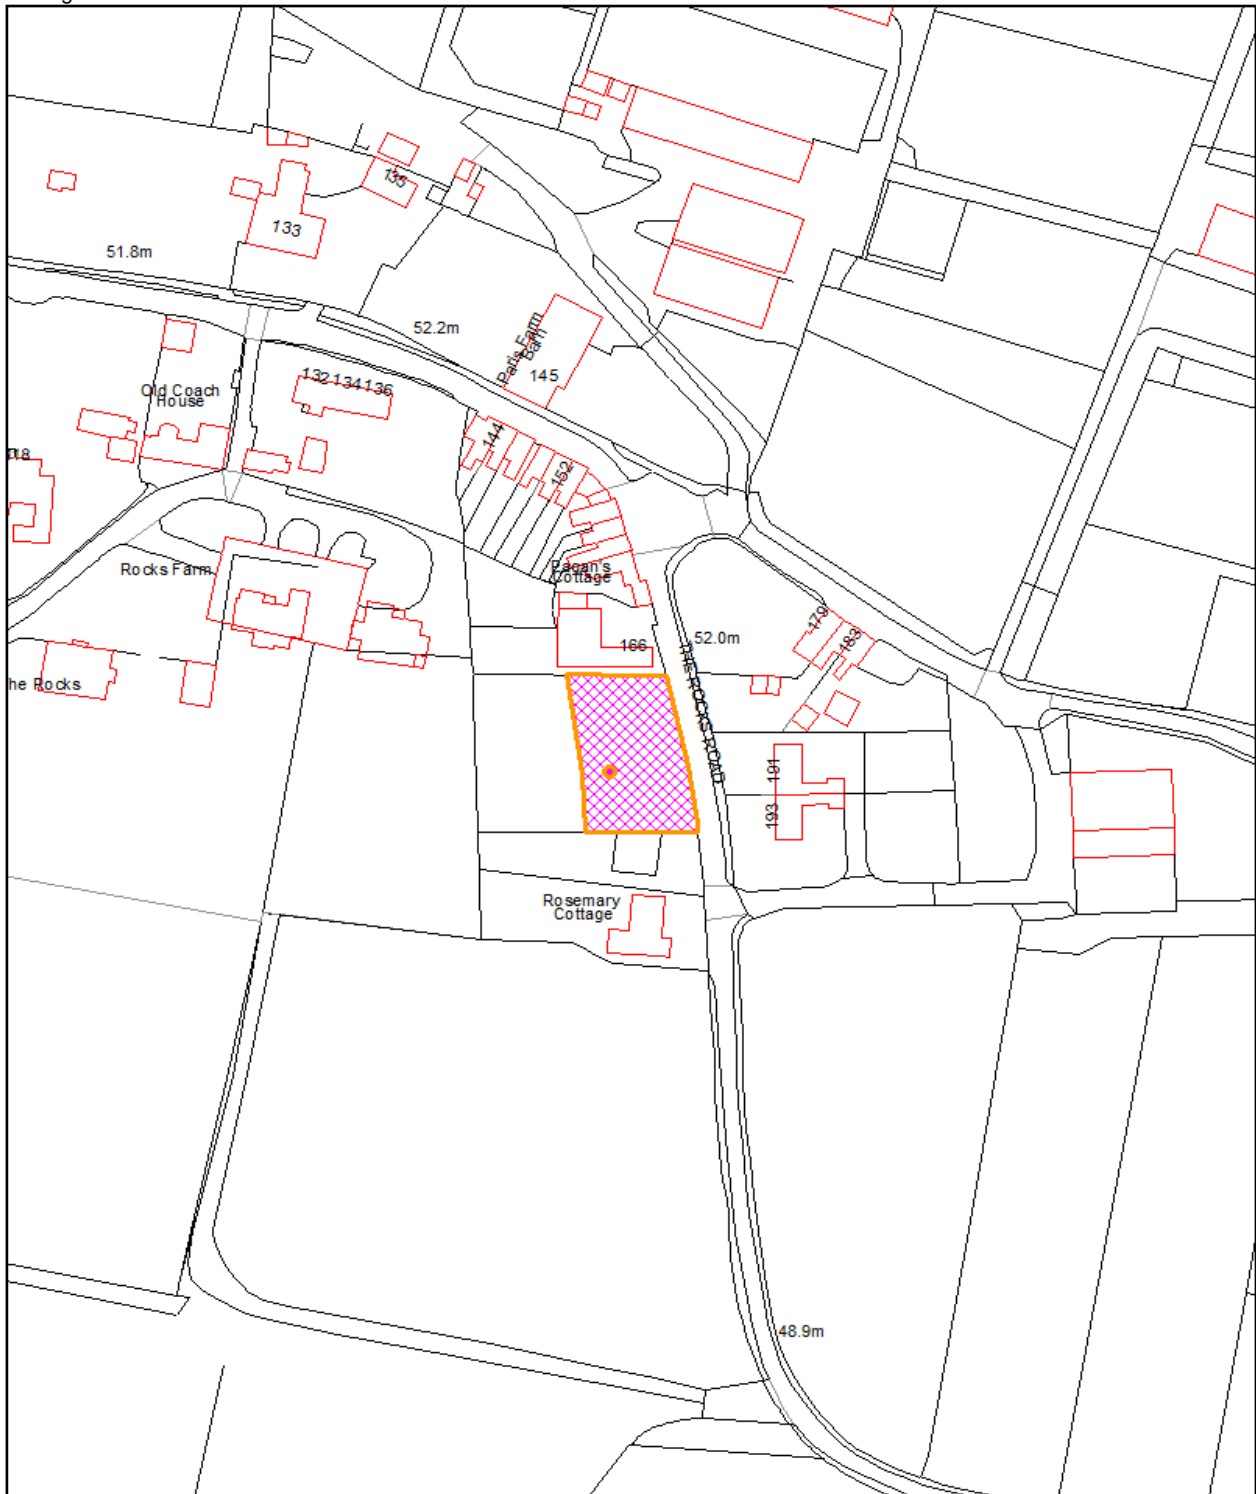 133
135
51.8m
52.2m
Paris Farm
Barn
145
132 134 136
Old Coach
House
144
152
118
Rocks Farm
Pagan's
Cottage
166
52.0m
179
183
he Rocks
THE ROCKS ROAD
191
193
Rosemary
Cottage
48.9m